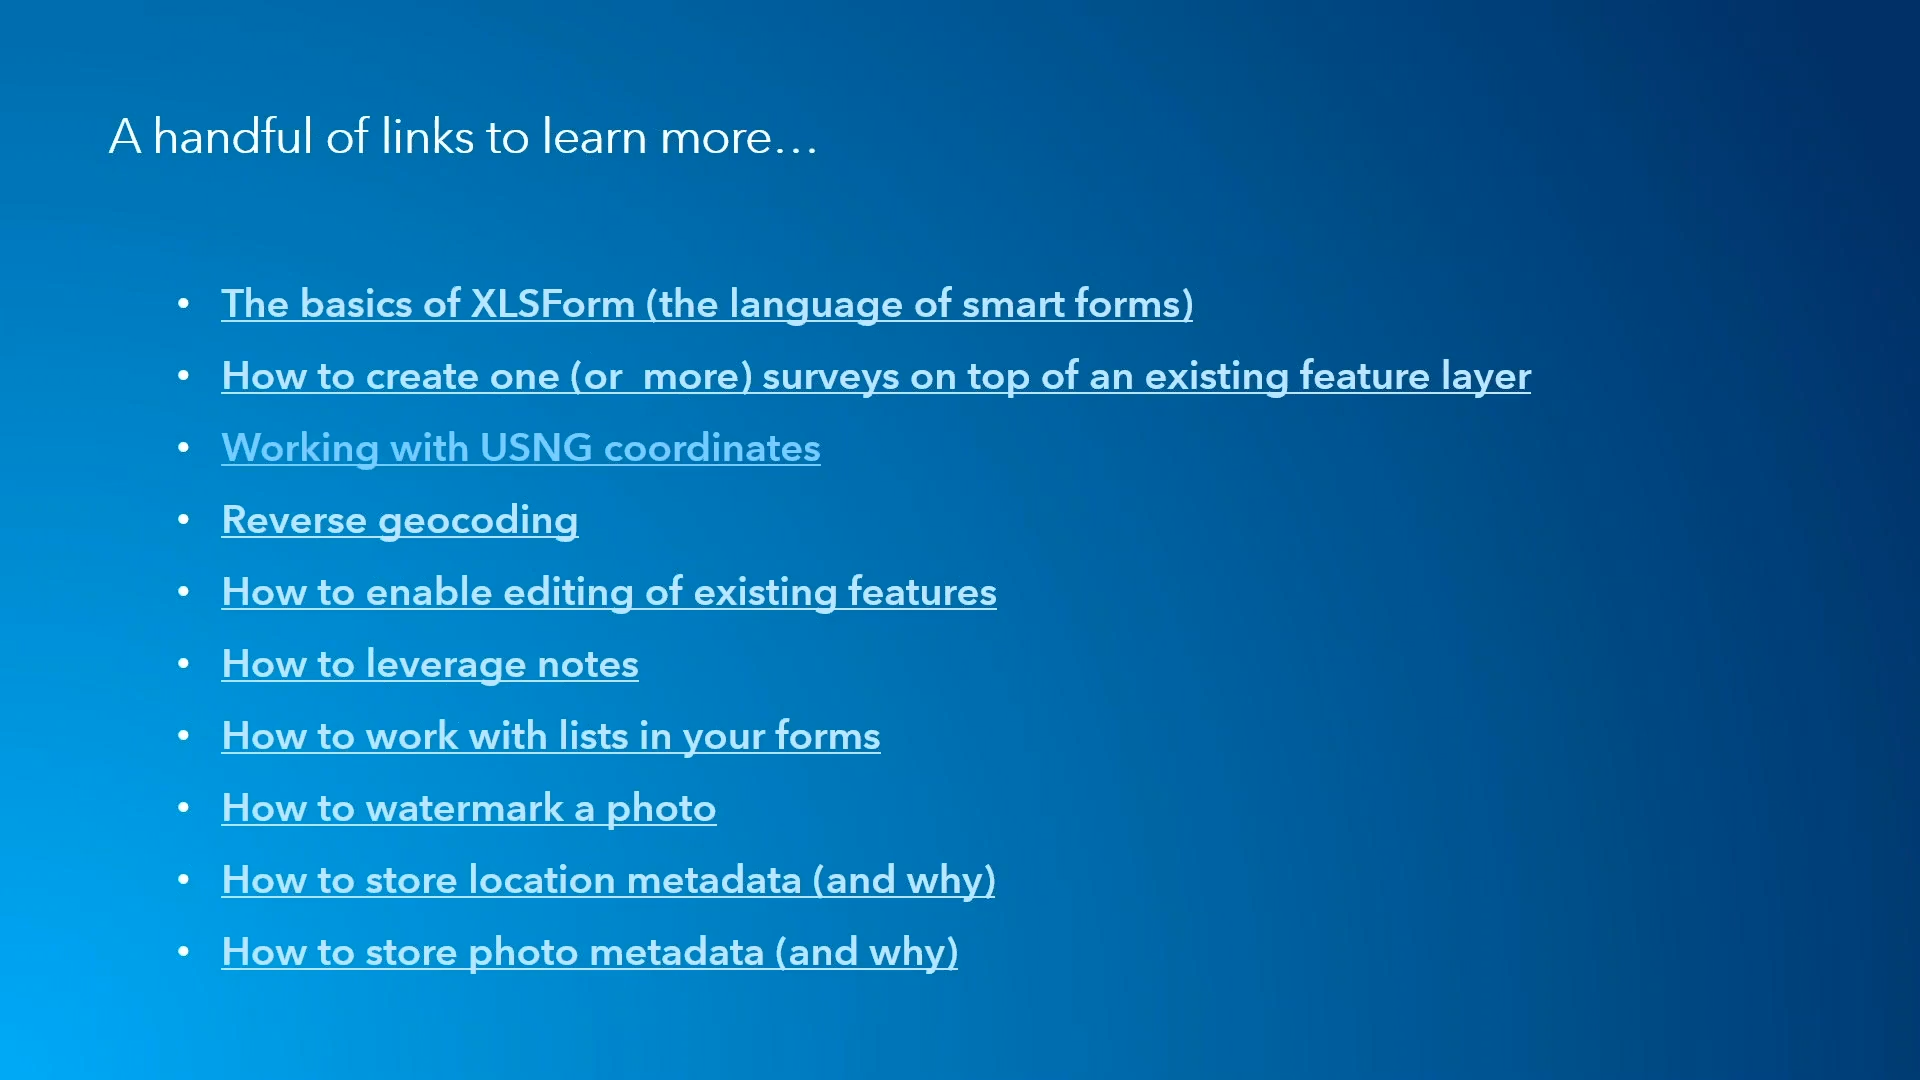 A handful of links to learn more…
• The basics of XLSForm (the language of smart forms)
• How to create one (or  more) surveys on top of an existing feature layer
• Working with USNG coordinates
• Reverse geocoding
• How to enable editing of existing features
• How to leverage notes
• How to work with lists in your forms
• How to watermark a photo
• How to store location metadata (and why)
• How to store photo metadata (and why)